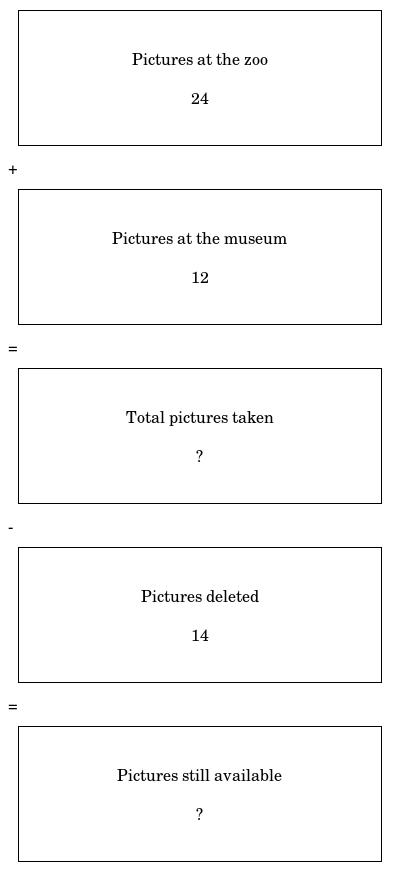 Pictures at the zoo
24
+
Pictures at the museum
12
=
Total pictures taken
?
-
Pictures deleted
14
=
Pictures still available
?